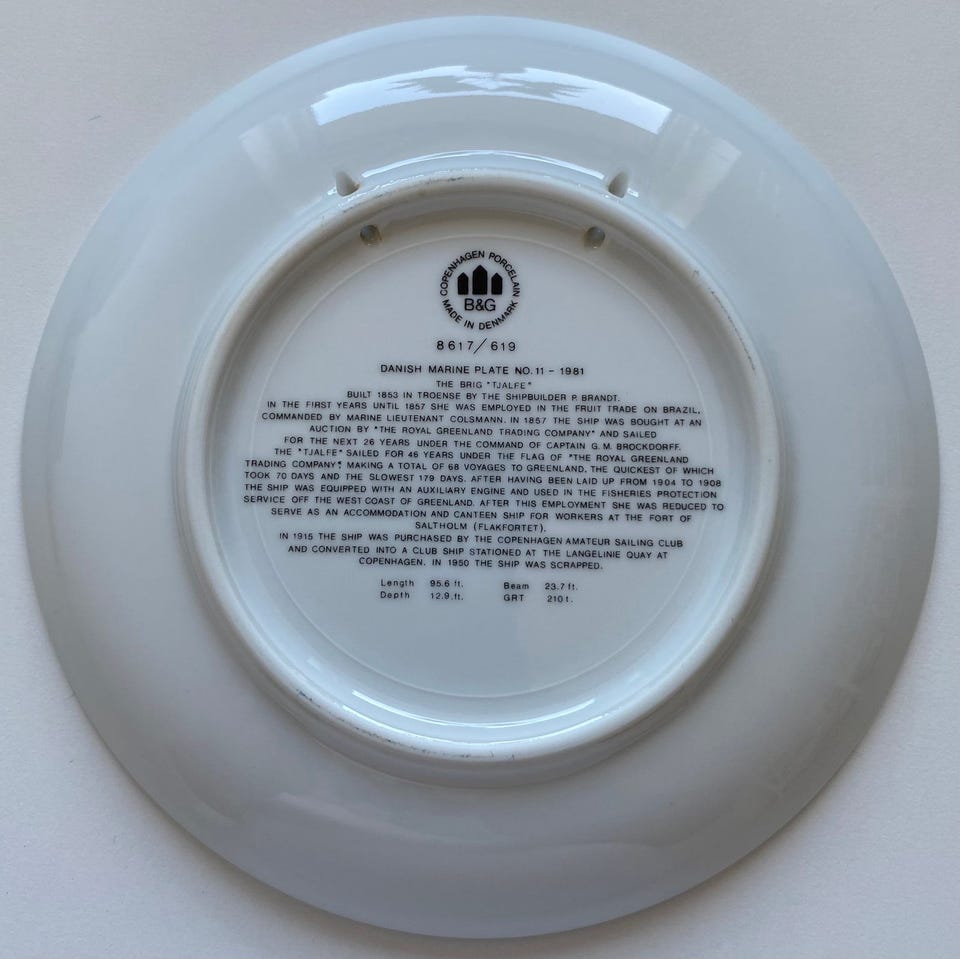 COPENHAGEN PORCELAIN
B&G
MADE IN DENMARK
8617/619
DANISH MARINE PLATE NO. 11 - 1981
THE BRIG "TJALFE"
BUILT 1853 IN TROENSE BY THE SHIPBUILDER P. BRANDT.
IN THE FIRST YEARS UNTIL 1857 SHE WAS EMPLOYED IN THE FRUIT TRADE ON BRAZIL,
COMMANDED BY MARINE LIEUTENANT COLSMANN. IN 1857 THE SHIP WAS BOUGHT AT AN
AUCTION BY "THE ROYAL GREENLAND TRADING COMPANY" AND SAILED
FOR THE NEXT 26 YEARS UNDER THE COMMAND OF CAPTAIN G. M. BROCKDORFF.
THE "TJALFE" SAILED FOR 46 YEARS UNDER THE FLAG OF "THE ROYAL GREENLAND
TRADING COMPANY", MAKING A TOTAL OF 68 VOYAGES TO GREENLAND, THE QUICKEST OF WHICH
TOOK 70 DAYS AND THE SLOWEST 179 DAYS. AFTER HAVING BEEN LAID UP FROM 1904 TO 1908
THE SHIP WAS EQUIPPED WITH AN AUXILIARY ENGINE AND USED IN THE FISHERIES PROTECTION
SERVICE OFF THE WEST COAST OF GREENLAND. AFTER THIS EMPLOYMENT SHE WAS REDUCED TO
SERVE AS AN ACCOMMODATION AND CANTEEN SHIP FOR WORKERS AT THE FORT OF
SALTHOLM (FLAKFORTET).
IN 1915 THE SHIP WAS PURCHASED BY THE COPENHAGEN AMATEUR SAILING CLUB
AND CONVERTED INTO A CLUB SHIP STATIONED AT THE LANGELINIE QUAY AT
COPENHAGEN. IN 1950 THE SHIP WAS SCRAPPED.
Length 95.6 ft. Beam 23.7 ft.
Depth 12.9 ft. GRT 210 t.